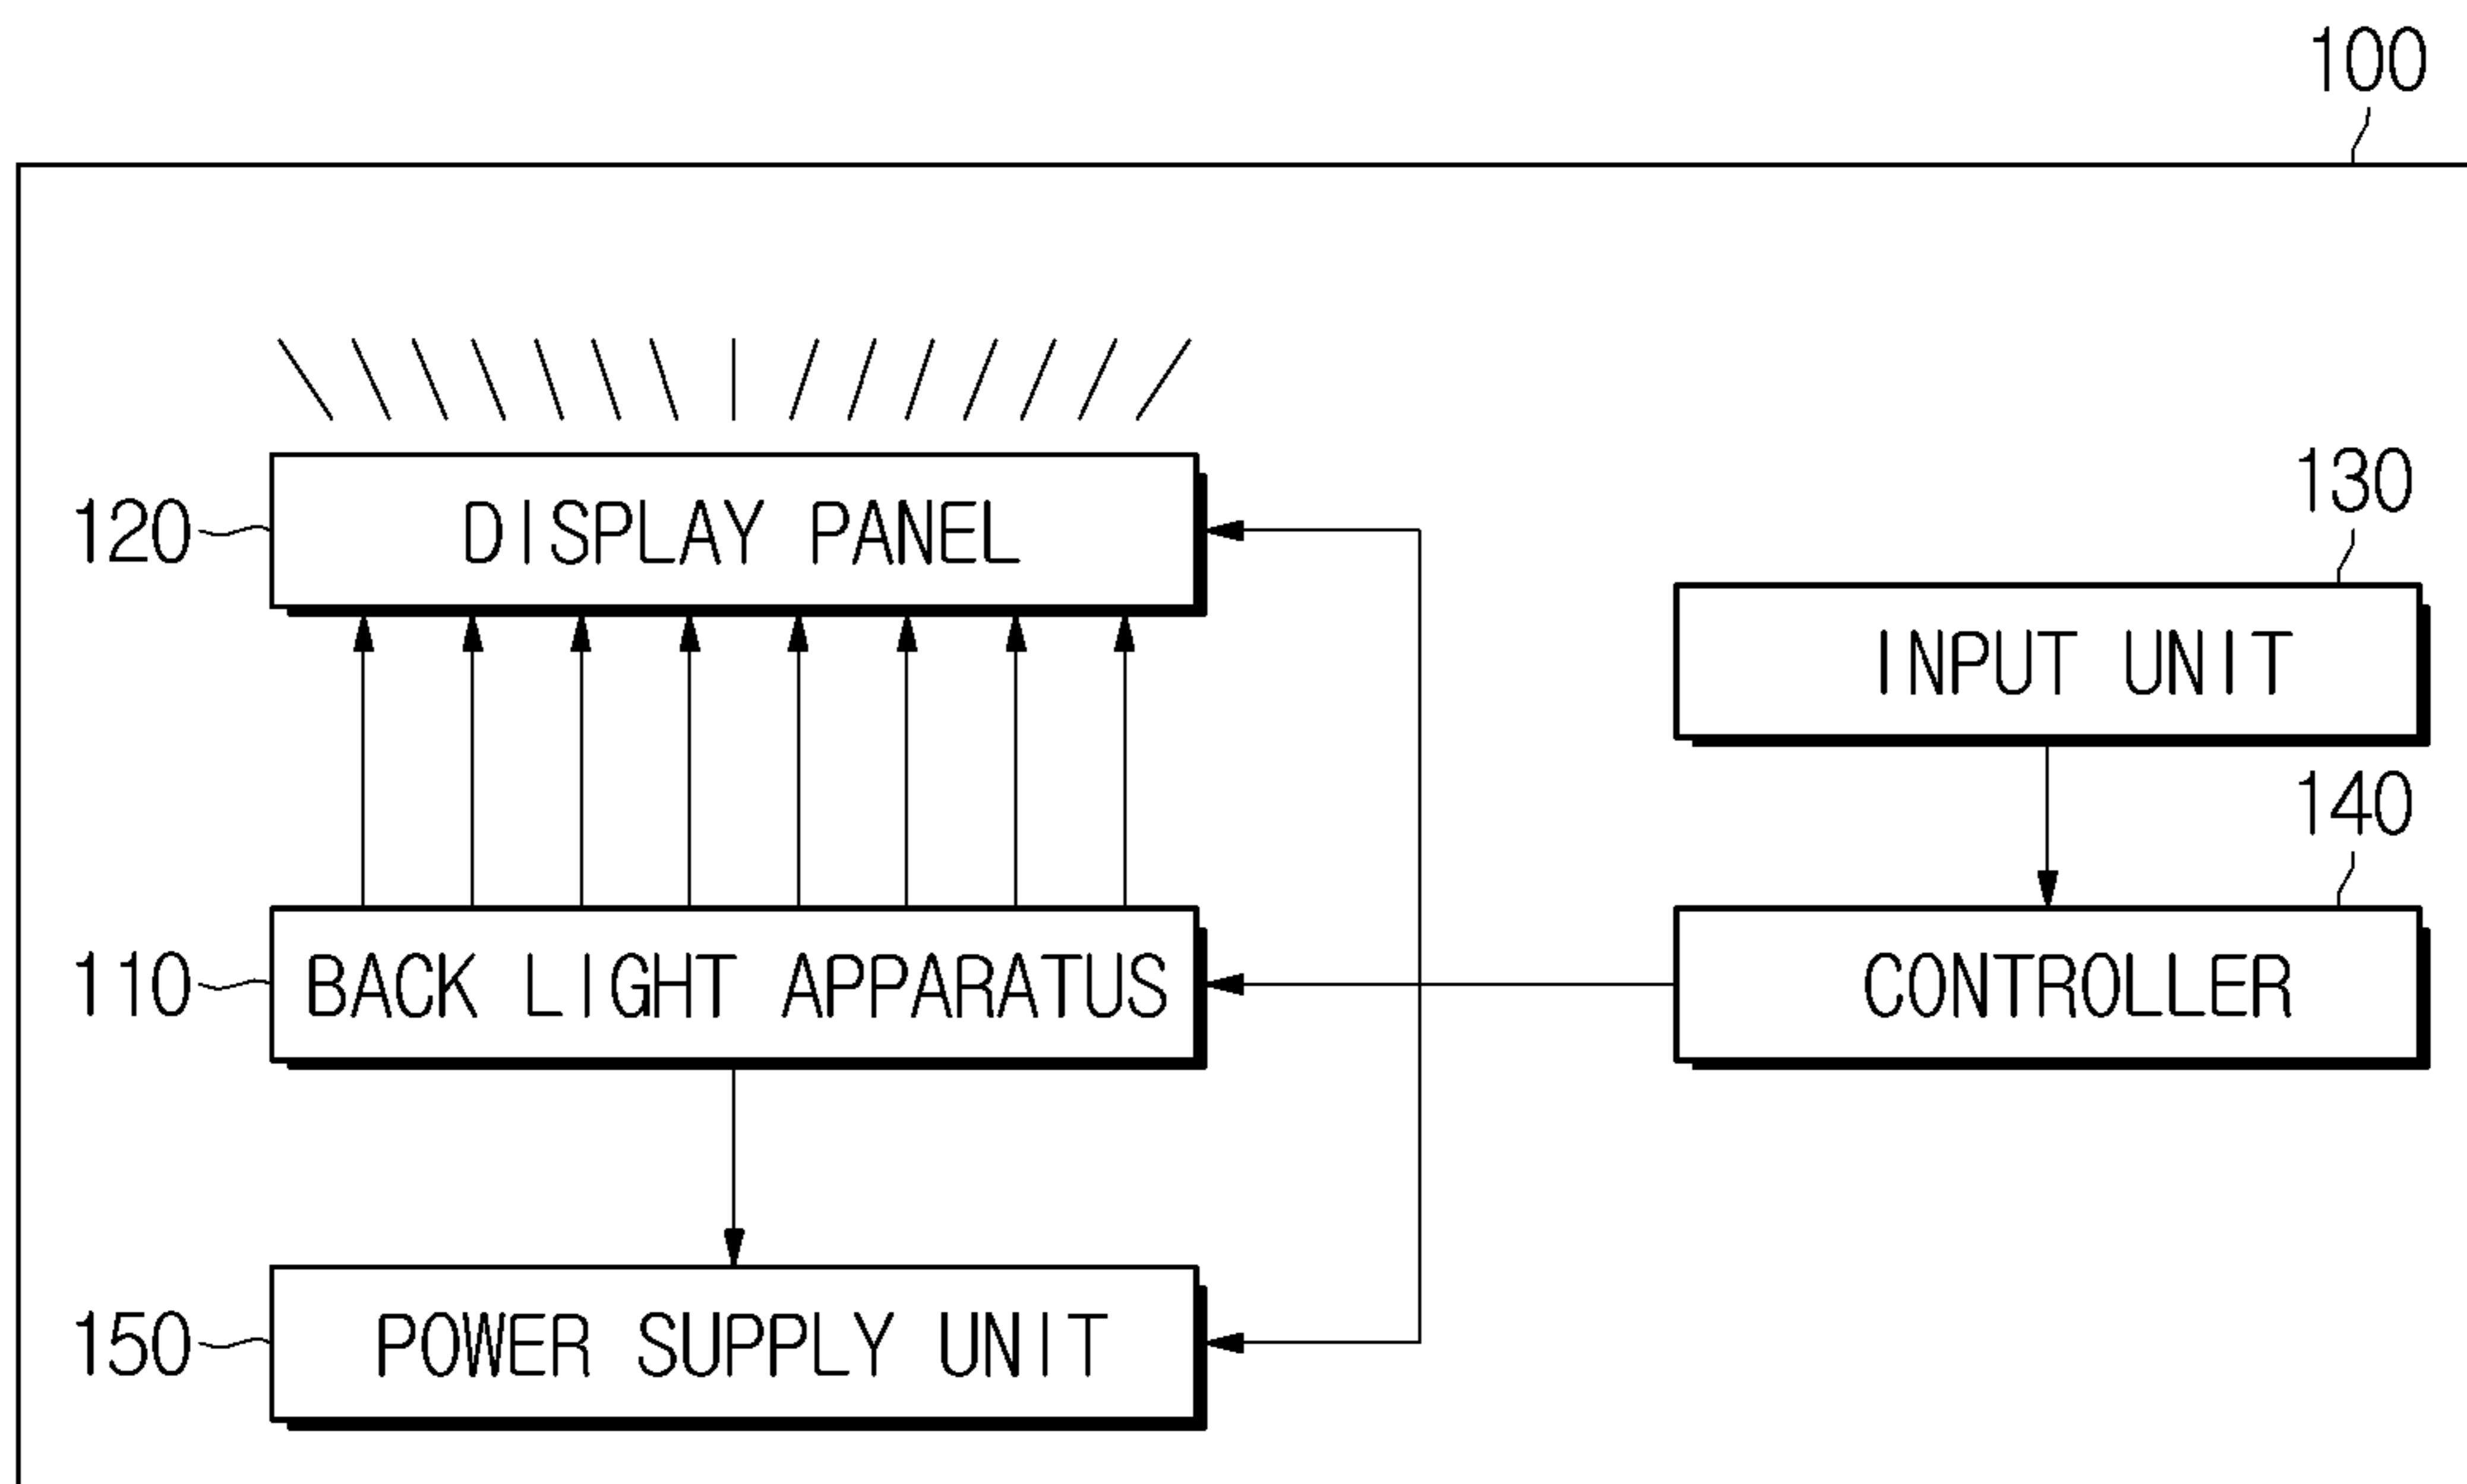 100
120
DISPLAY PANEL
130
INPUT UNIT
140
110
BACK LIGHT APPARATUS
CONTROLLER
150
POWER SUPPLY UNIT